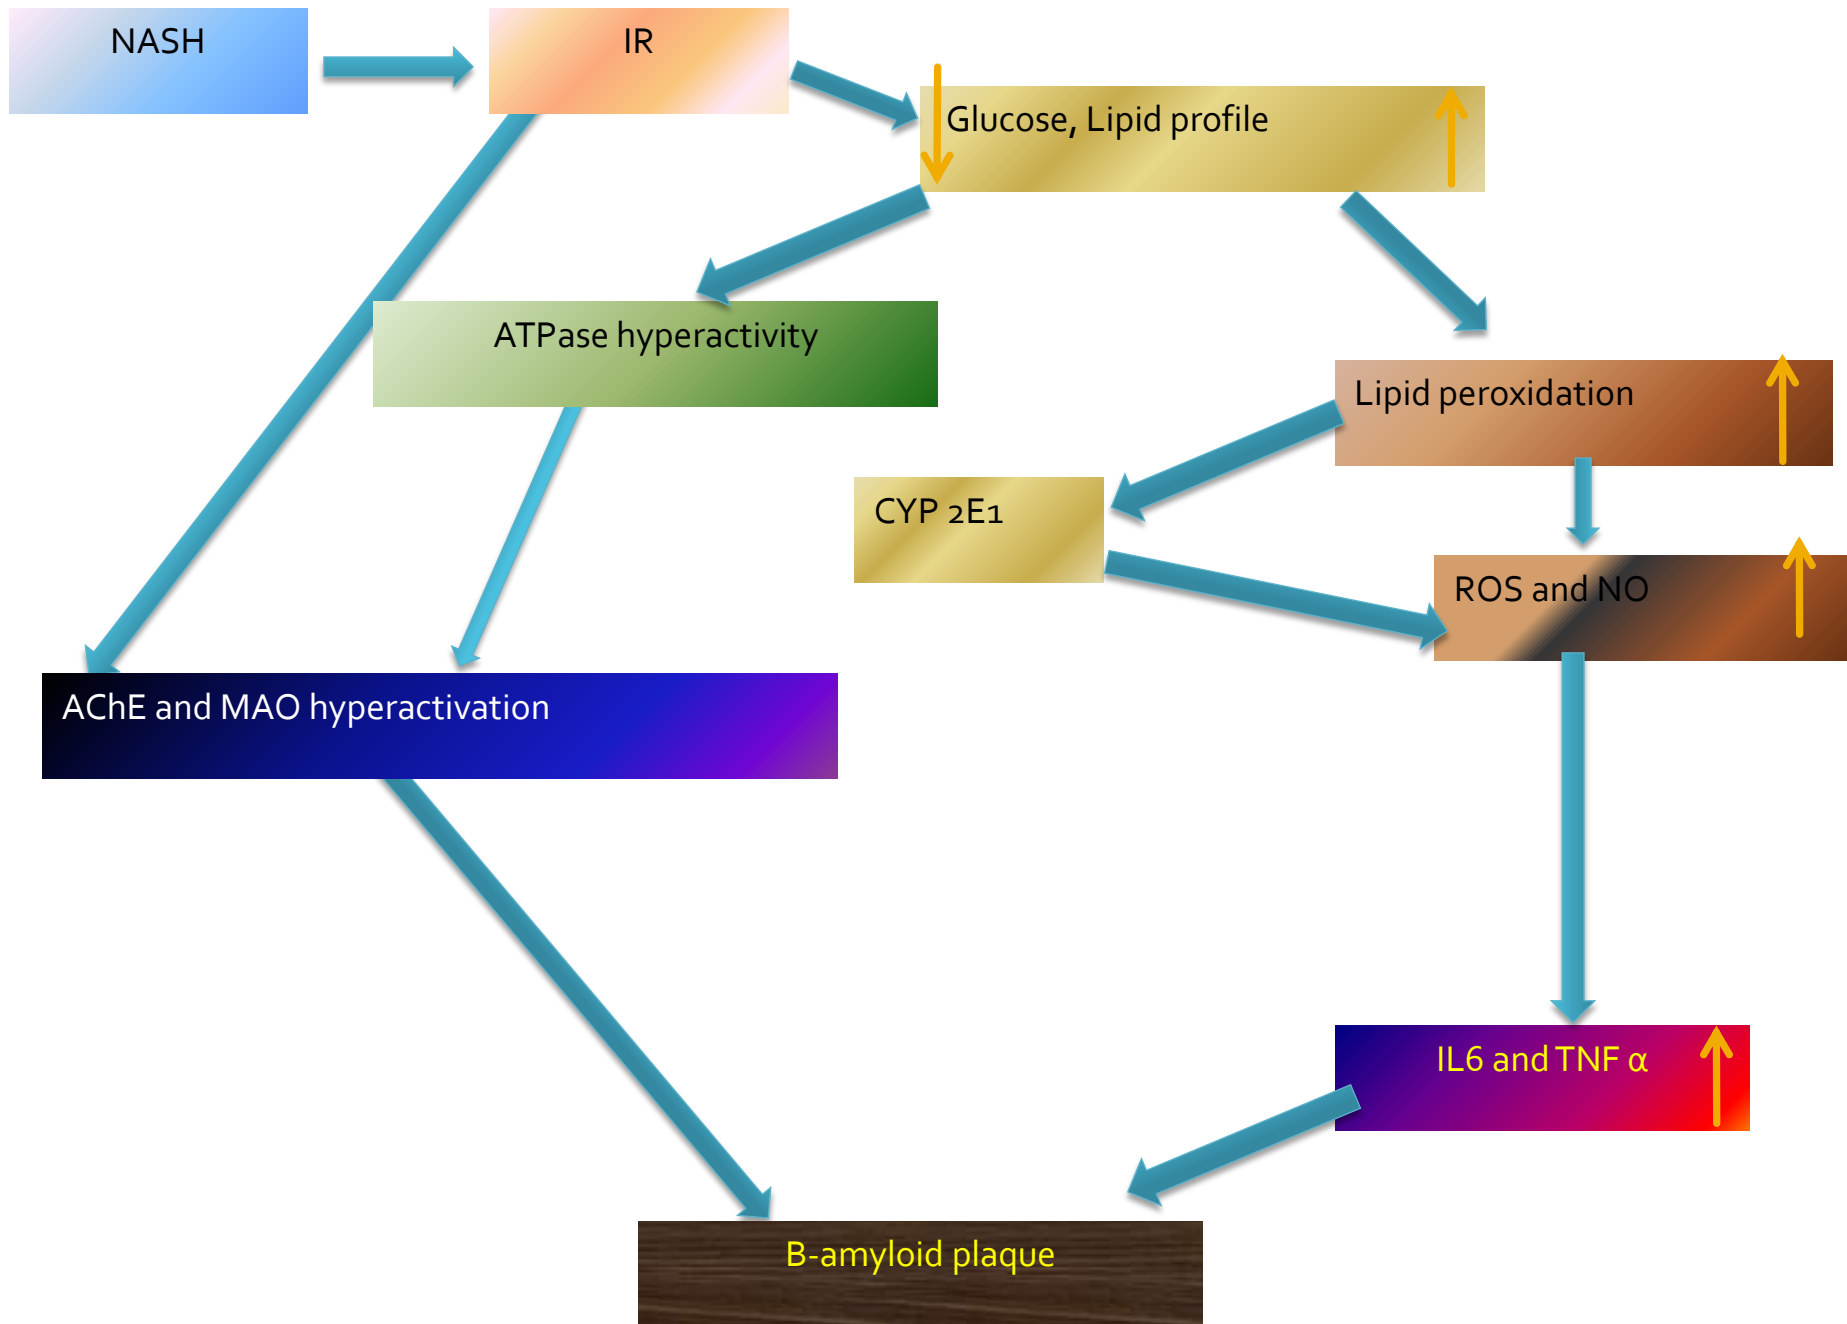 NASH
IR
Glucose, Lipid profile
ATPase hyperactivity
Lipid peroxidation
CYP 2E1
ROS and NO
AChE and MAO hyperactivation
IL6 and TNF α
B-amyloid plaque